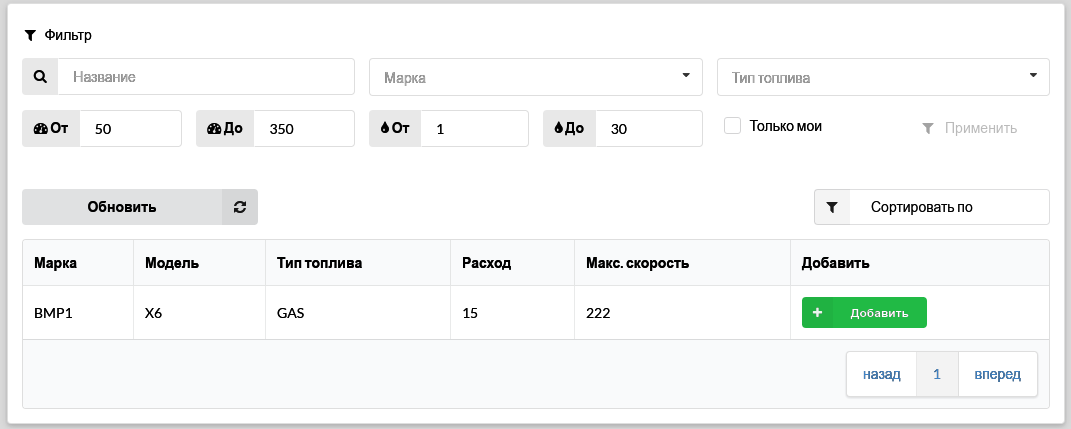 Фильтр
Название Марка Тип топлива
От 50 До 350 От 1 До 30 Только мои Применить
Обновить Сортировать по
Марка Модель Тип топлива Расход Макс. скорость Добавить
BMP1 X6 GAS 15 222 Добавить
назад 1 вперед